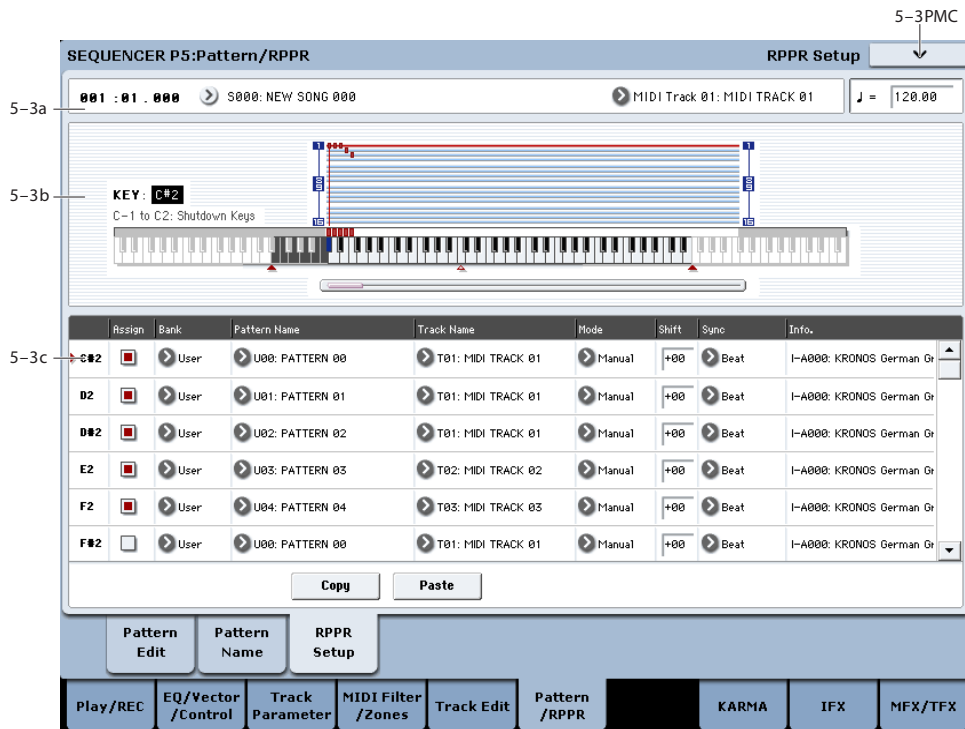 5-3PMC
SEQUENCER P5:Pattern/RPPR RPPR Setup
5-3a
001 :01 . 000 S000: NEW SONG 000 MIDI Track 01: MIDI TRACK 01 ♩ = 120.00
5-3b
1 1
8 8
9 9
16 16
KEY: C#2
C-1 to C2: Shutdown Keys
Assign Bank Pattern Name Track Name Mode Shift Sync Info.
5-3c
C#2 User U00: PATTERN 00 T01: MIDI TRACK 01 Manual +00 Beat I-A000: KRONOS German Gr
D2 User U01: PATTERN 01 T01: MIDI TRACK 01 Manual +00 Beat I-A000: KRONOS German Gr
D#2 User U02: PATTERN 02 T01: MIDI TRACK 01 Manual +00 Beat I-A000: KRONOS German Gr
E2 User U03: PATTERN 03 T02: MIDI TRACK 02 Manual +00 Beat I-A000: KRONOS German Gr
F2 User U04: PATTERN 04 T03: MIDI TRACK 03 Manual +00 Beat I-A000: KRONOS German Gr
F#2 User U00: PATTERN 00 T01: MIDI TRACK 01 Manual +00 Beat I-A000: KRONOS German Gr
Copy Paste
Pattern Edit
Pattern Name
RPPR Setup
Play/REC
EQ/Vector /Control
Track Parameter
MIDI Filter /Zones
Track Edit
Pattern /RPPR
KARMA
IFX
MFX/TFX